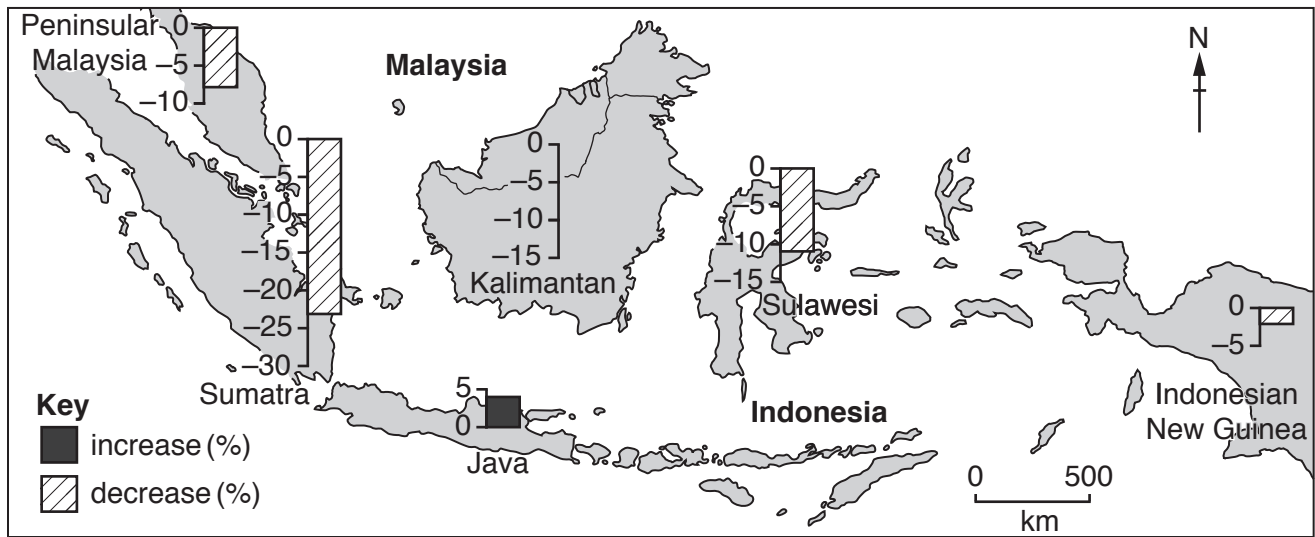 Peninsular
Malaysia
0
–5
–10
Malaysia
N
0
–5
–10
–15
–20
–25
–30
Sumatra
0
–5
–10
–15
Kalimantan
0
–5
–10
–15
Sulawesi
0
–5
Indonesian
New Guinea
5
0
Java
Indonesia
Key
increase (%)
decrease (%)
0 500
km